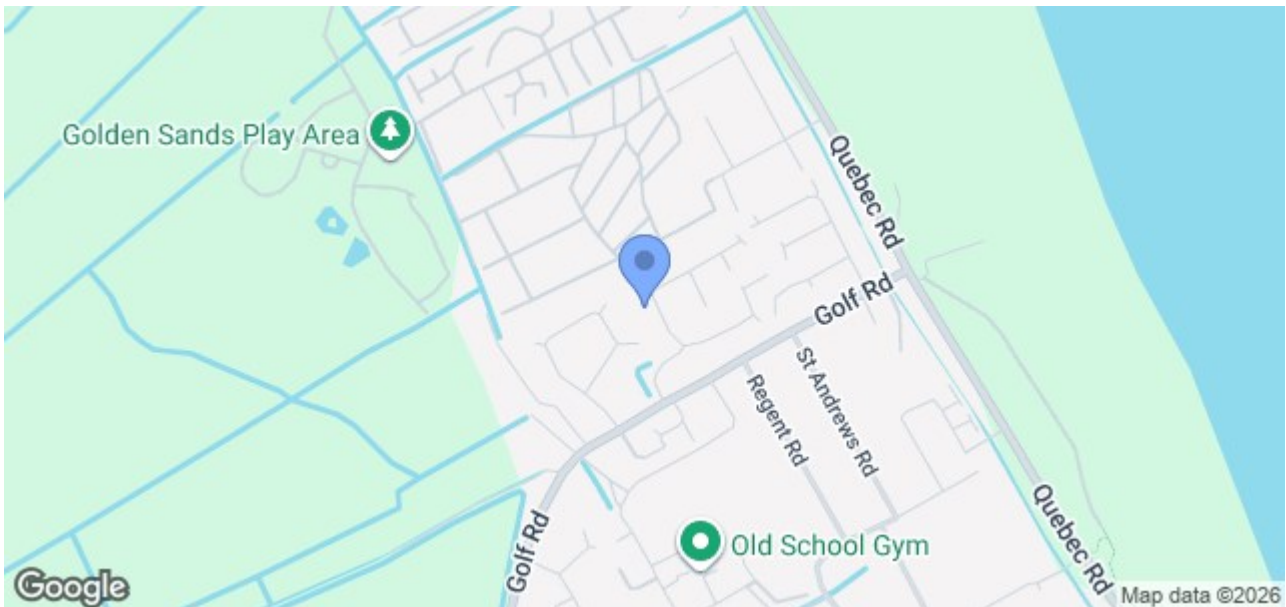 Golden Sands Play Area
Quebec Rd
Golf Rd
St Andrews Rd
Regent Rd
Quebec Rd
Golf Rd
Old School Gym
Google
Map data ©2026